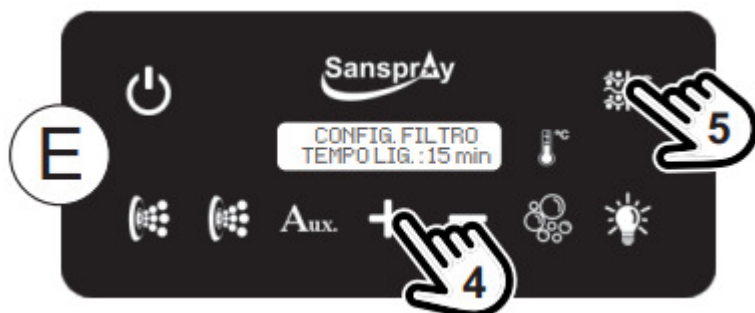 Sanspray
CONFIG. FILTRO
TEMPO LIG. : 15 min
°C
E
Aux.
5
4